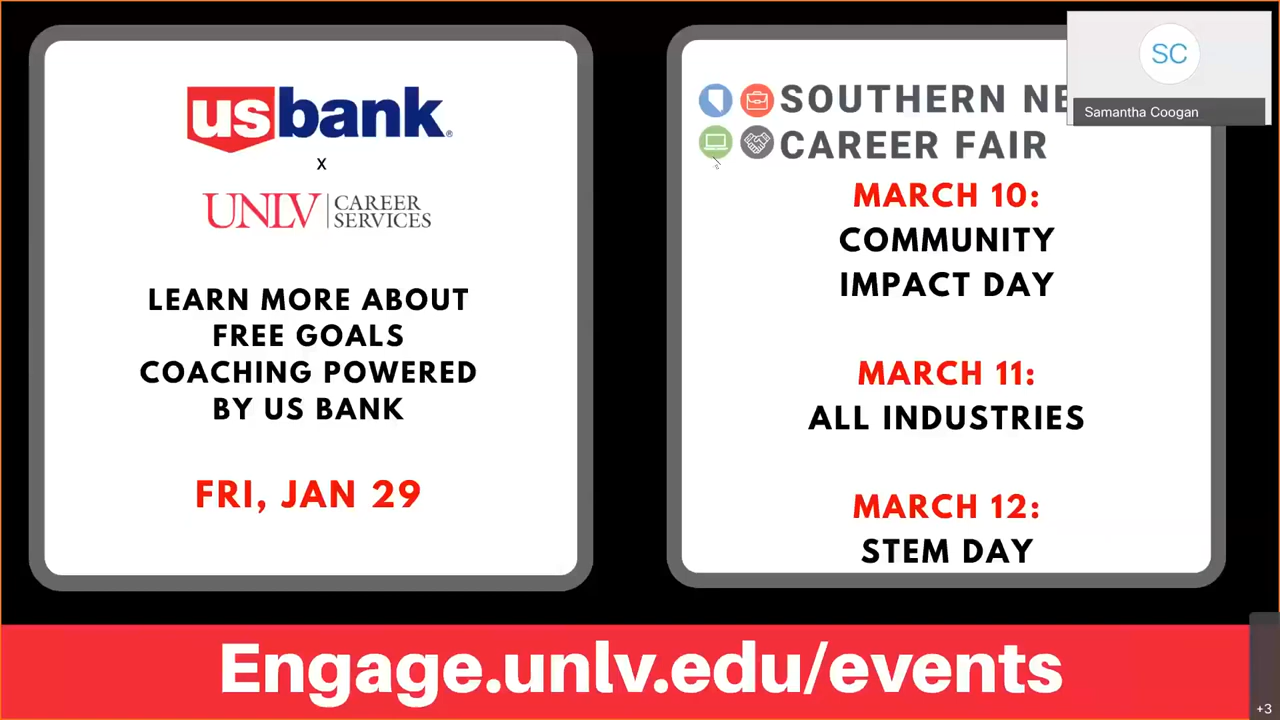 usbank
x
UNLV | CAREER SERVICES
LEARN MORE ABOUT
FREE GOALS
COACHING POWERED
BY US BANK
FRI, JAN 29
SOUTHERN NE
CAREER FAIR
MARCH 10:
COMMUNITY
IMPACT DAY
MARCH 11:
ALL INDUSTRIES
MARCH 12:
STEM DAY
SC
Samantha Coogan
Engage.unlv.edu/events
+3